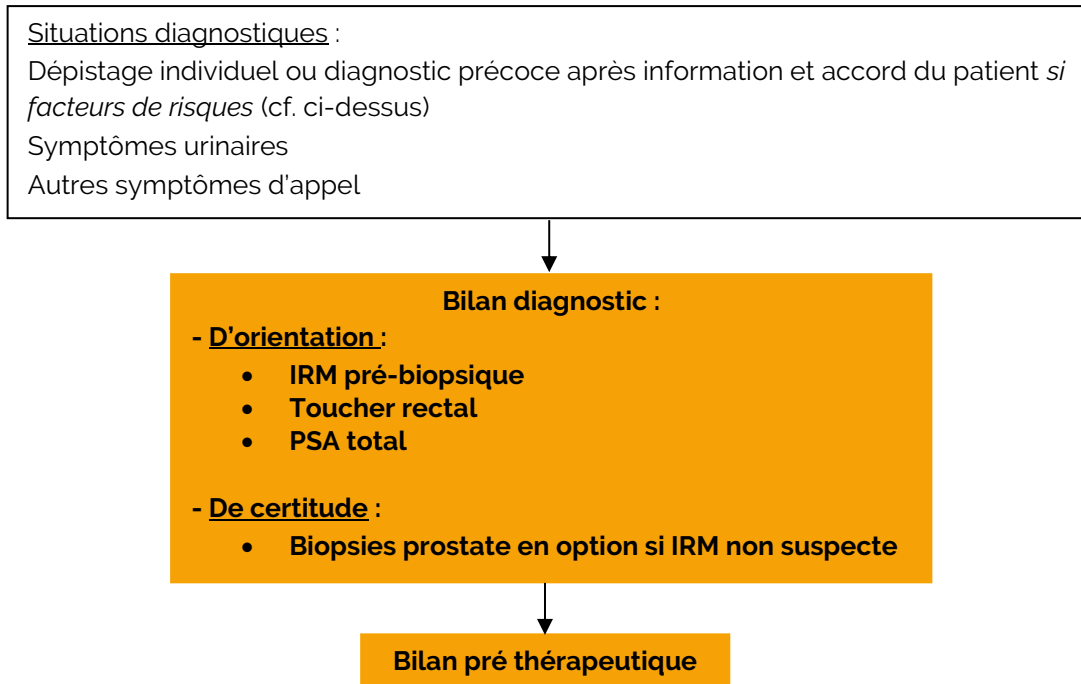 Situations diagnostiques :
Dépistage individuel ou diagnostic précoce après information et accord du patient si
facteurs de risques (cf. ci-dessus)
Symptômes urinaires
Autres symptômes d'appel
Bilan diagnostic :
- D'orientation :
• IRM pré-biopsique
• Toucher rectal
• PSA total
- De certitude :
• Biopsies prostate en option si IRM non suspecte
Bilan pré thérapeutique